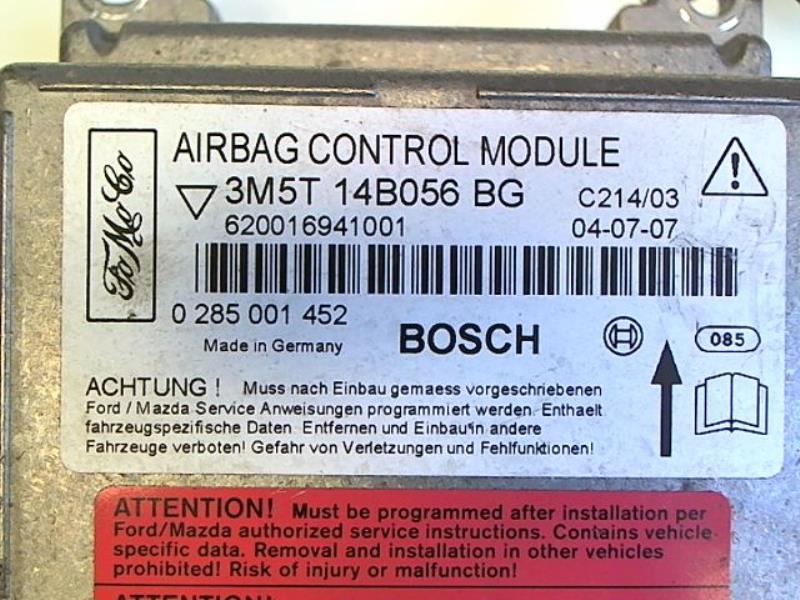 FoMoCo
AIRBAG CONTROL MODULE
3M5T 14B056 BG C214/03
620016941001 04-07-07
0 285 001 452
Made in Germany BOSCH 085
ACHTUNG! Muss nach Einbau gemaess vorgeschriebenen
Ford / Mazda Service Anweisungen programmiert werden. Enthaelt
fahrzeugspezifische Daten. Entfernen und Einbau in andere
Fahrzeuge verboten! Gefahr von Verletzungen und Fehlfunktionen!
ATTENTION! Must be programmed after installation per
Ford/Mazda authorized service instructions. Contains vehicle-
specific data. Removal and installation in other vehicles
prohibited! Risk of injury or malfunction!
ATTENTION!